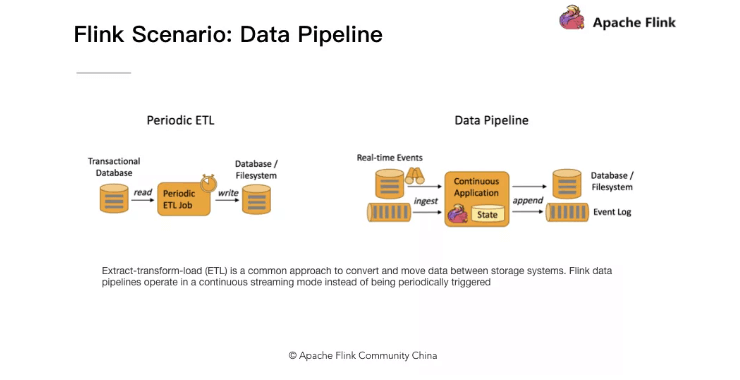 Flink Scenario: Data Pipeline
Apache Flink
Periodic ETL
Transactional
Database
read
Periodic
ETL Job
write
Database /
Filesystem
Data Pipeline
Real-time Events
ingest
Continuous
Application
State
append
Database /
Filesystem
Event Log
Extract-transform-load (ETL) is a common approach to convert and move data between storage systems. Flink data
pipelines operate in a continuous streaming mode instead of being periodically triggered
© Apache Flink Community China